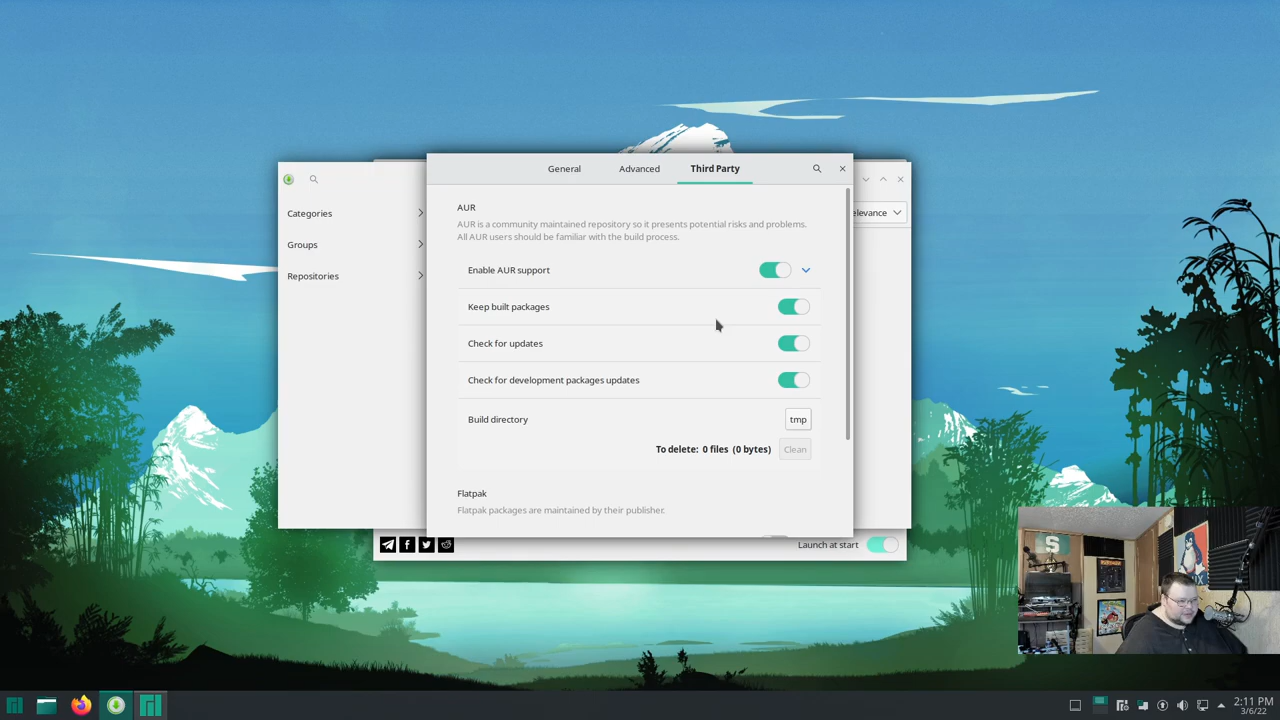 General
Advanced
Third Party
Categories
Groups
Repositories
elevance
AUR
AUR is a community maintained repository so it presents potential risks and problems.
All AUR users should be familiar with the build process.
Enable AUR support
Keep built packages
Check for updates
Check for development packages updates
Build directory
tmp
To delete: 0 files (0 bytes)
Clean
Flatpak
Flatpak packages are maintained by their publisher.
Launch at start
S
2:11 PM
3/6/22